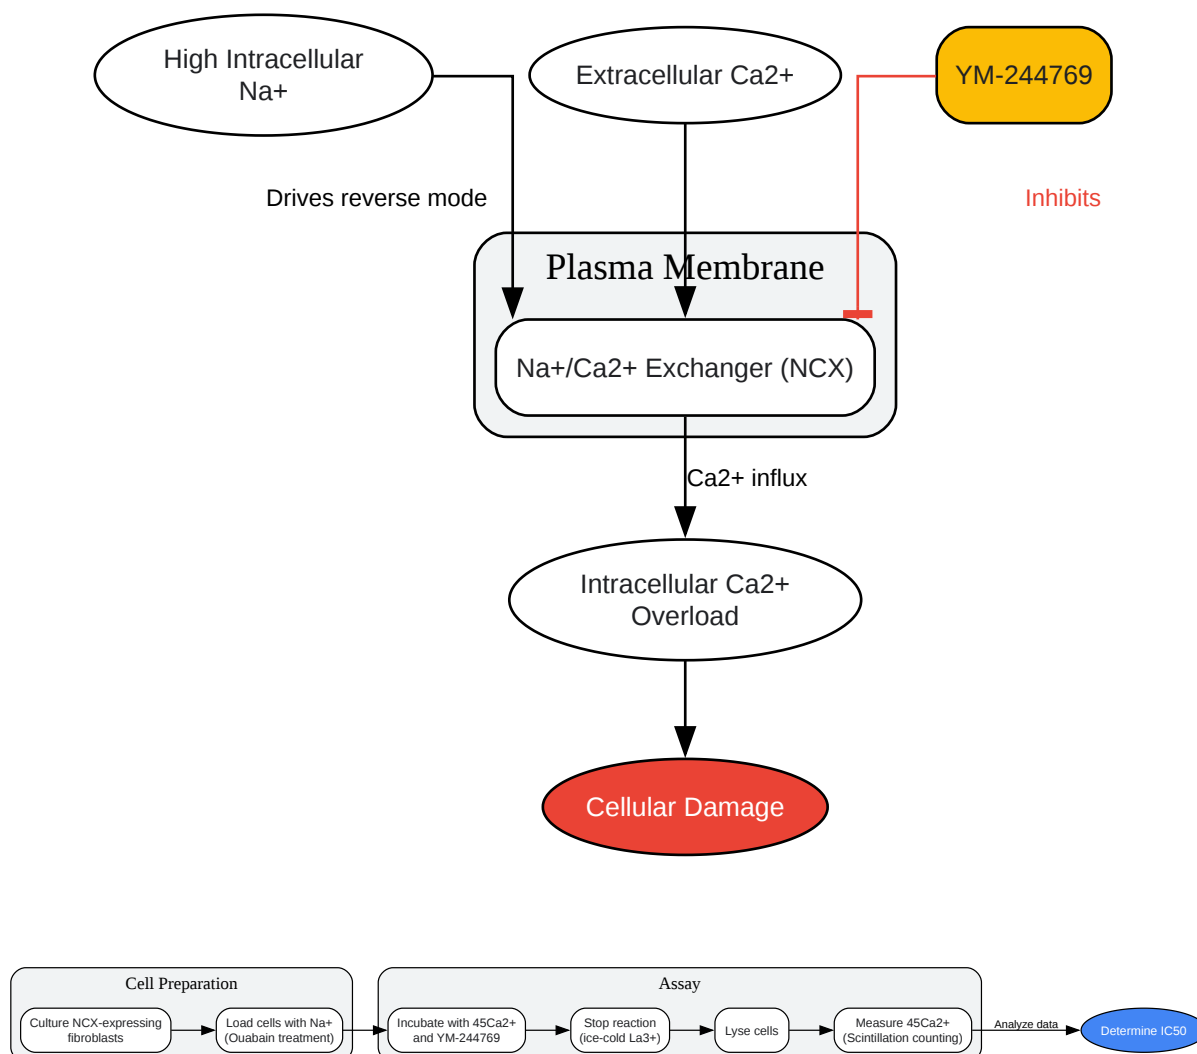 High Intracellular
Na+
Extracellular Ca2+
YM-244769
Drives reverse mode
Inhibits
Plasma Membrane
Na+/Ca2+ Exchanger (NCX)
Ca2+ influx
Intracellular Ca2+
Overload
Cellular Damage
Cell Preparation
Culture NCX-expressing
fibroblasts
Load cells with Na+
(Ouabain treatment)
Assay
Incubate with 45Ca2+
and YM-244769
Stop reaction
(ice-cold La3+)
Lyse cells
Measure 45Ca2+
(Scintillation counting)
Analyze data
Determine IC50